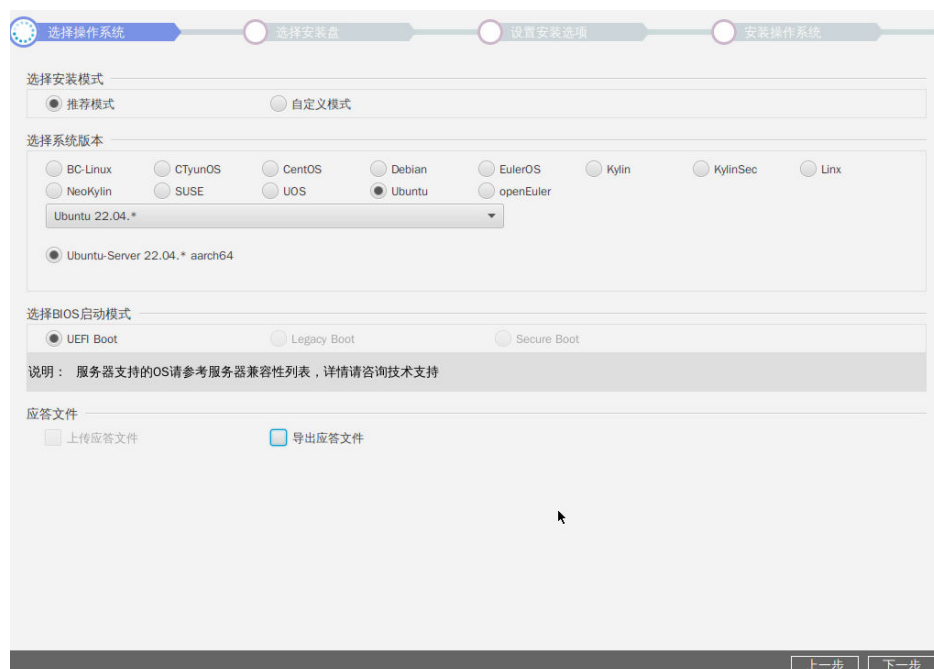 选择操作系统 选择安装盘 设置安装选项 安装操作系统
选择安装模式
推荐模式 自定义模式
选择系统版本
BC-Linux CTyunOS CentOS Debian EulerOS Kylin KylinSec Linx
NeoKylin SUSE UOS Ubuntu openEuler
Ubuntu 22.04.*
Ubuntu-Server 22.04.* aarch64
选择BIOS启动模式
UEFI Boot Legacy Boot Secure Boot
说明： 服务器支持的OS请参考服务器兼容性列表，详情请咨询技术支持
应答文件
上传应答文件 导出应答文件
上一步 下一步